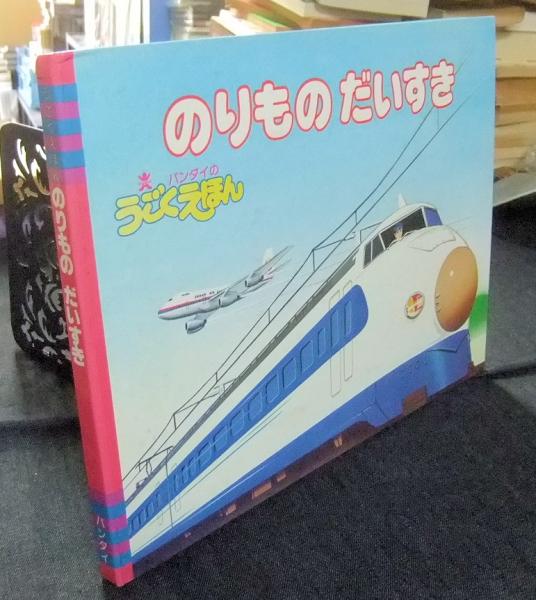 のりもの だいすき
バンダイの
うごくえほん
のりもの だいすき
バンダイ